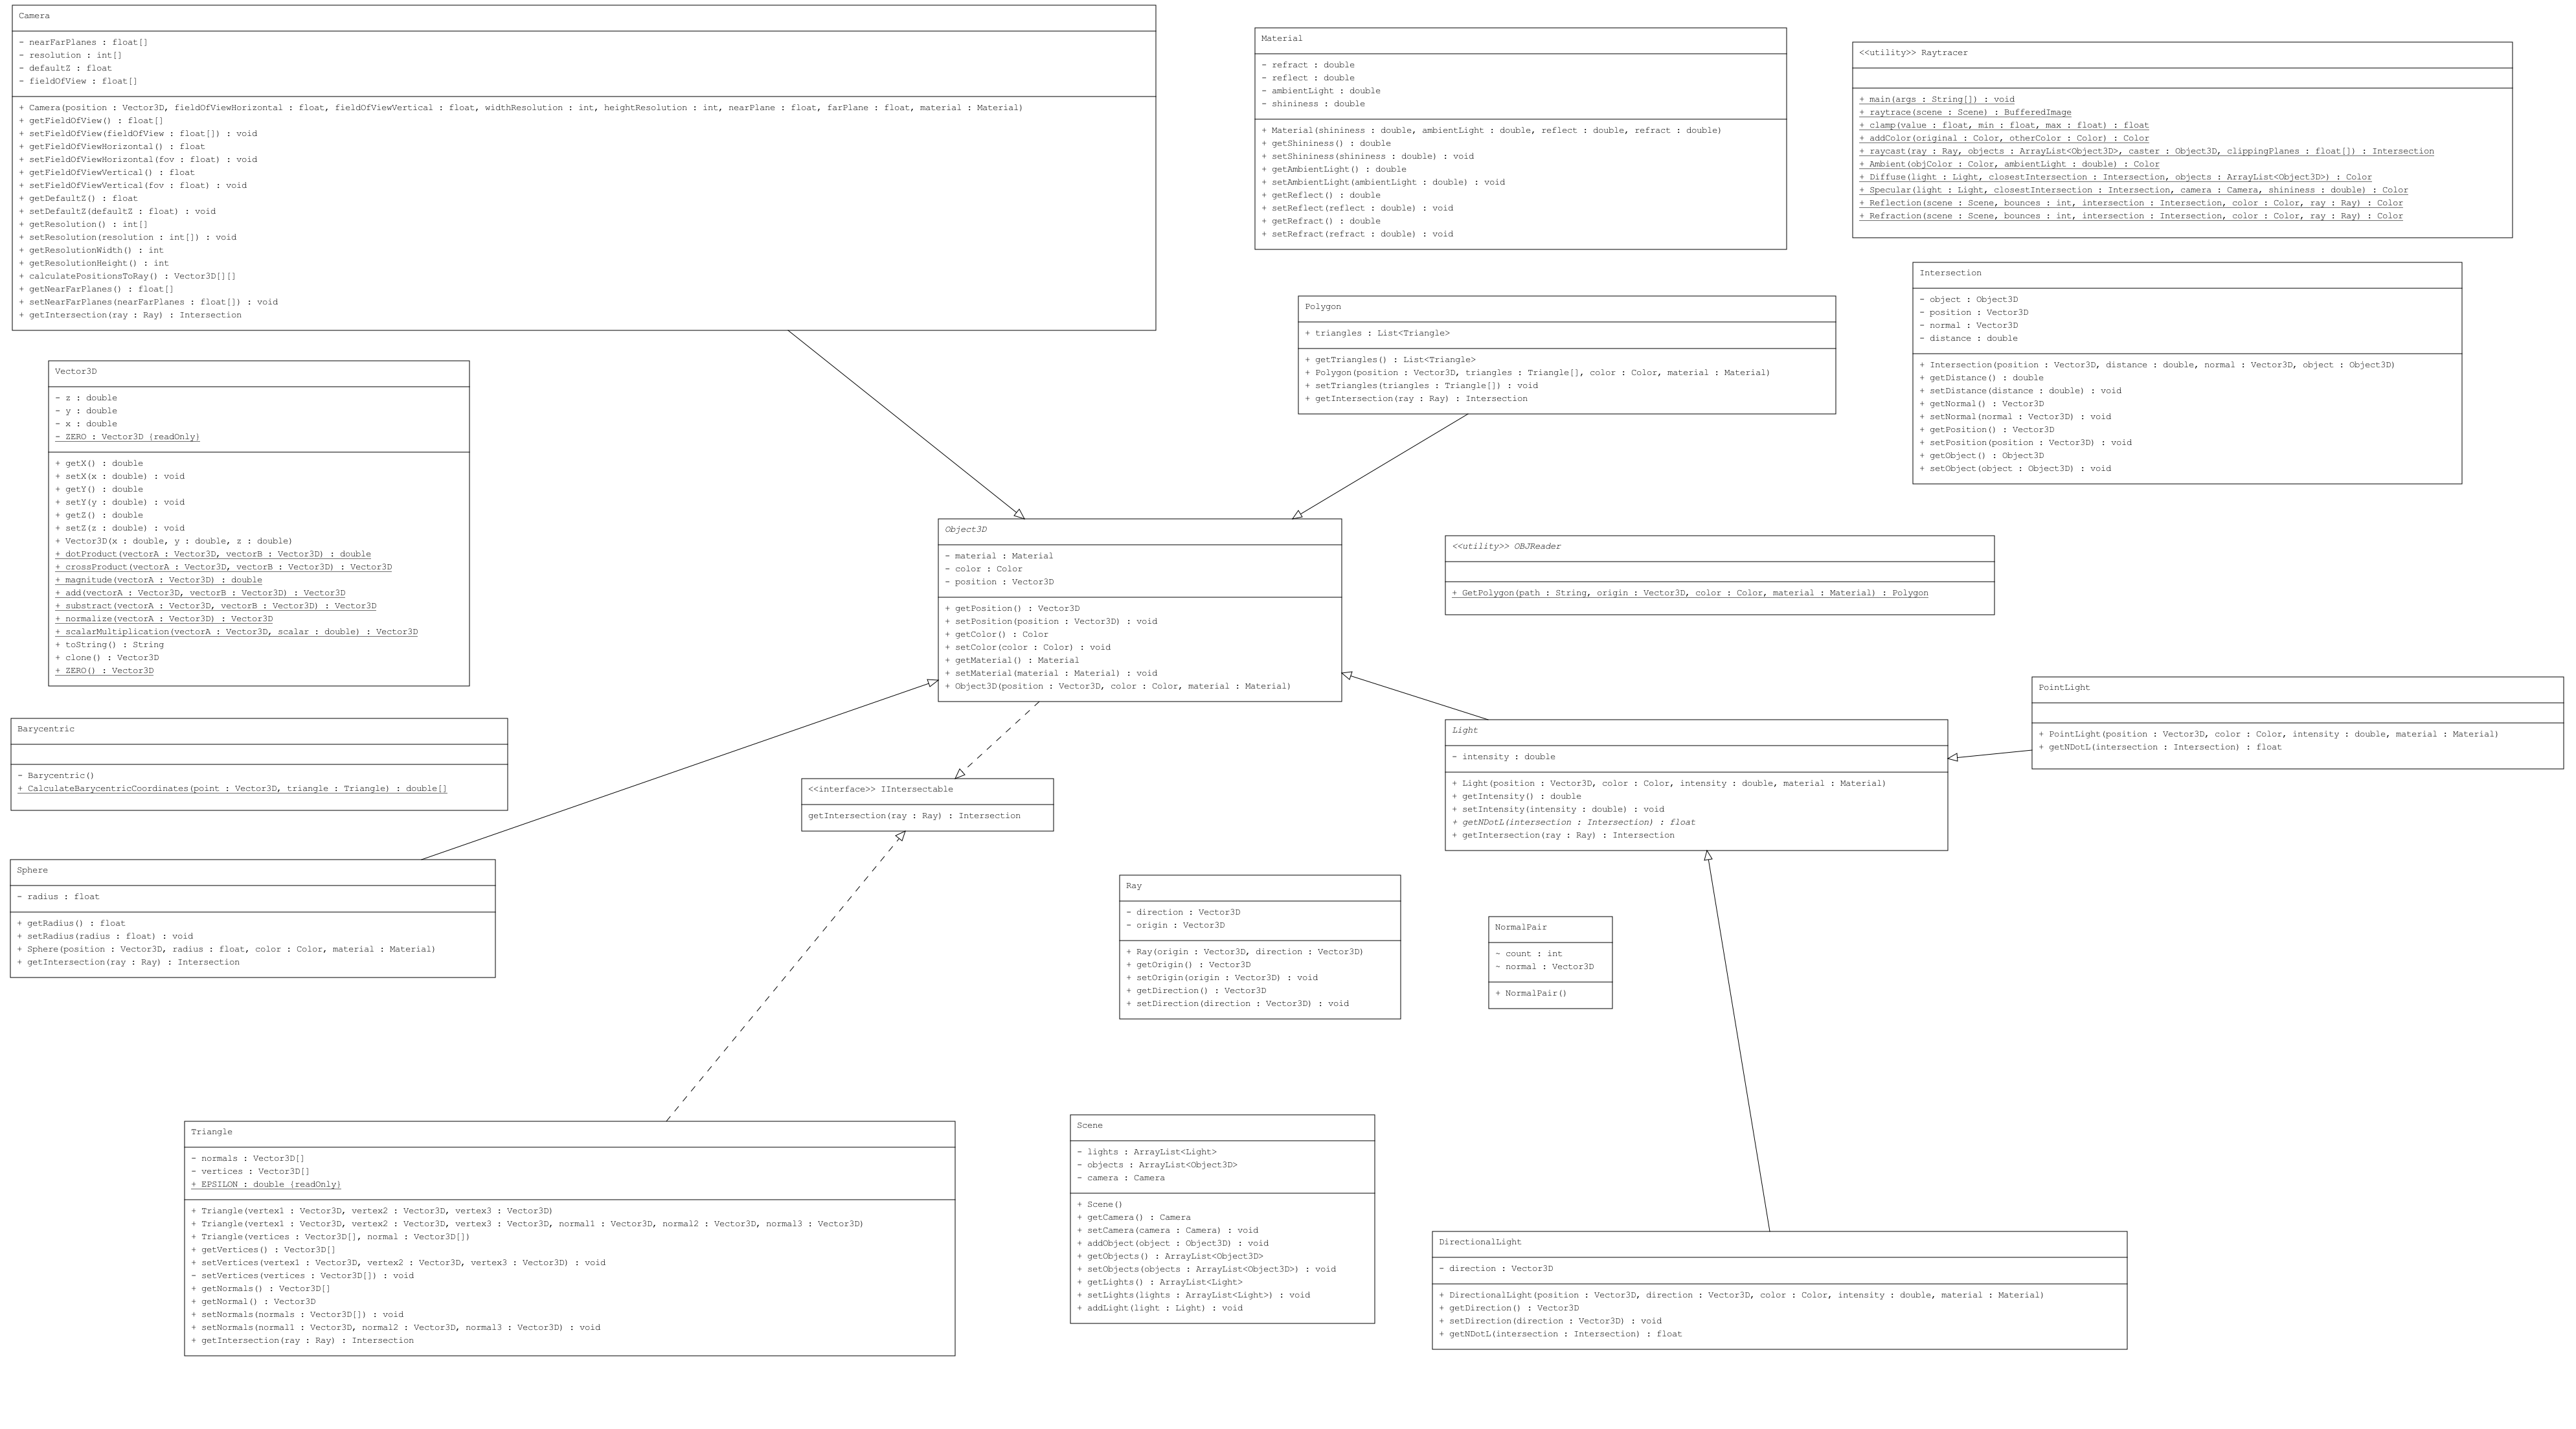 Camera
- nearFarPlanes : float[]
- resolution : int[]
- defaultZ : float
- fieldOfView : float[]
+ Camera(position : Vector3D, fieldOfViewHorizontal : float, fieldOfViewVertical : float, widthResolution : int, heightResolution : int, nearPlane : float, farPlane : float, material : Material)
+ getFieldOfView() : float[]
+ setFieldOfView(fieldOfView : float[]) : void
+ getFieldOfViewHorizontal() : float
+ setFieldOfViewHorizontal(fov : float) : void
+ getFieldOfViewVertical() : float
+ setFieldOfViewVertical(fov : float) : void
+ getDefaultZ() : float
+ setDefaultZ(defaultZ : float) : void
+ getResolution() : int[]
+ setResolution(resolution : int[]) : void
+ getResolutionWidth() : int
+ getResolutionHeight() : int
+ calculatePositionsToRay() : Vector3D[][]
+ getNearFarPlanes() : float[]
+ setNearFarPlanes(nearFarPlanes : float[]) : void
+ getIntersection(ray : Ray) : Intersection
Material
- refract : double
- reflect : double
- ambientLight : double
- shininess : double
+ Material(shininess : double, ambientLight : double, reflect : double, refract : double)
+ getShininess() : double
+ setShininess(shininess : double) : void
+ getAmbientLight() : double
+ setAmbientLight(ambientLight : double) : void
+ getReflect() : double
+ setReflect(reflect : double) : void
+ getRefract() : double
+ setRefract(refract : double) : void
<<utility>> Raytracer
+ main(args : String[]) : void
+ raytrace(scene : Scene) : BufferedImage
+ clamp(value : float, min : float, max : float) : float
+ addColor(original : Color, otherColor : Color) : Color
+ raycast(ray : Ray, objects : ArrayList<Object3D>, caster : Object3D, clippingPlanes : float[]) : Intersection
+ Ambient(objColor : Color, ambientLight : double) : Color
+ Diffuse(light : Light, closestIntersection : Intersection, objects : ArrayList<Object3D>) : Color
+ Specular(light : Light, closestIntersection : Intersection, camera : Camera, shininess : double) : Color
+ Reflection(scene : Scene, bounces : int, intersection : Intersection, color : Color, ray : Ray) : Color
+ Refraction(scene : Scene, bounces : int, intersection : Intersection, color : Color, ray : Ray) : Color
Intersection
- object : Object3D
- position : Vector3D
- normal : Vector3D
- distance : double
+ Intersection(position : Vector3D, distance : double, normal : Vector3D, object : Object3D)
+ getDistance() : double
+ setDistance(distance : double) : void
+ getNormal() : Vector3D
+ setNormal(normal : Vector3D) : void
+ getPosition() : Vector3D
+ setPosition(position : Vector3D) : void
+ getObject() : Object3D
+ setObject(object : Object3D) : void
Polygon
+ triangles : List<Triangle>
+ getTriangles() : List<Triangle>
+ Polygon(position : Vector3D, triangles : Triangle[], color : Color, material : Material)
+ setTriangles(triangles : Triangle[]) : void
+ getIntersection(ray : Ray) : Intersection
Vector3D
- z : double
- y : double
- x : double
- ZERO : Vector3D {readOnly}
+ getX() : double
+ setX(x : double) : void
+ getY() : double
+ setY(y : double) : void
+ getZ() : double
+ setZ(z : double) : void
+ Vector3D(x : double, y : double, z : double)
+ dotProduct(vectorA : Vector3D, vectorB : Vector3D) : double
+ crossProduct(vectorA : Vector3D, vectorB : Vector3D) : Vector3D
+ magnitude(vectorA : Vector3D) : double
+ add(vectorA : Vector3D, vectorB : Vector3D) : Vector3D
+ substract(vectorA : Vector3D, vectorB : Vector3D) : Vector3D
+ normalize(vectorA : Vector3D) : Vector3D
+ scalarMultiplication(vectorA : Vector3D, scalar : double) : Vector3D
+ toString() : String
+ clone() : Vector3D
+ ZERO() : Vector3D
Object3D
- material : Material
- color : Color
- position : Vector3D
+ getPosition() : Vector3D
+ setPosition(position : Vector3D) : void
+ getColor() : Color
+ setColor(color : Color) : void
+ getMaterial() : Material
+ setMaterial(material : Material) : void
+ Object3D(position : Vector3D, color : Color, material : Material)
<<utility>> OBJReader
+ GetPolygon(path : String, origin : Vector3D, color : Color, material : Material) : Polygon
PointLight
+ PointLight(position : Vector3D, color : Color, intensity : double, material : Material)
+ getNDotL(intersection : Intersection) : float
Light
- intensity : double
+ Light(position : Vector3D, color : Color, intensity : double, material : Material)
+ getIntensity() : double
+ setIntensity(intensity : double) : void
+ getNDotL(intersection : Intersection) : float
+ getIntersection(ray : Ray) : Intersection
Barycentric
- Barycentric()
+ CalculateBarycentricCoordinates(point : Vector3D, triangle : Triangle) : double[]
<<interface>> IIntersectable
getIntersection(ray : Ray) : Intersection
Sphere
- radius : float
+ getRadius() : float
+ setRadius(radius : float) : void
+ Sphere(position : Vector3D, radius : float, color : Color, material : Material)
+ getIntersection(ray : Ray) : Intersection
Ray
- direction : Vector3D
- origin : Vector3D
+ Ray(origin : Vector3D, direction : Vector3D)
+ getOrigin() : Vector3D
+ setOrigin(origin : Vector3D) : void
+ getDirection() : Vector3D
+ setDirection(direction : Vector3D) : void
NormalPair
~ count : int
~ normal : Vector3D
+ NormalPair()
Triangle
- normals : Vector3D[]
- vertices : Vector3D[]
+ EPSILON : double {readOnly}
+ Triangle(vertex1 : Vector3D, vertex2 : Vector3D, vertex3 : Vector3D)
+ Triangle(vertex1 : Vector3D, vertex2 : Vector3D, vertex3 : Vector3D, normal1 : Vector3D, normal2 : Vector3D, normal3 : Vector3D)
+ Triangle(vertices : Vector3D[], normal : Vector3D[])
+ getVertices() : Vector3D[]
+ setVertices(vertex1 : Vector3D, vertex2 : Vector3D, vertex3 : Vector3D) : void
- setVertices(vertices : Vector3D[]) : void
+ getNormals() : Vector3D[]
+ getNormal() : Vector3D
+ setNormals(normals : Vector3D[]) : void
+ setNormals(normal1 : Vector3D, normal2 : Vector3D, normal3 : Vector3D) : void
+ getIntersection(ray : Ray) : Intersection
Scene
- lights : ArrayList<Light>
- objects : ArrayList<Object3D>
- camera : Camera
+ Scene()
+ getCamera() : Camera
+ setCamera(camera : Camera) : void
+ addObject(object : Object3D) : void
+ getObjects() : ArrayList<Object3D>
+ setObjects(objects : ArrayList<Object3D>) : void
+ getLights() : ArrayList<Light>
+ setLights(lights : ArrayList<Light>) : void
+ addLight(light : Light) : void
DirectionalLight
- direction : Vector3D
+ DirectionalLight(position : Vector3D, direction : Vector3D, color : Color, intensity : double, material : Material)
+ getDirection() : Vector3D
+ setDirection(direction : Vector3D) : void
+ getNDotL(intersection : Intersection) : float